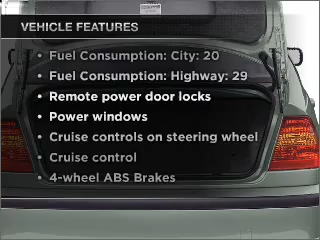 VEHICLE FEATURES
• Fuel Consumption: City: 20
• Fuel Consumption: Highway: 29
• Remote power door locks
• Power windows
• Cruise controls on steering wheel
• Cruise control
• 4-wheel ABS Brakes